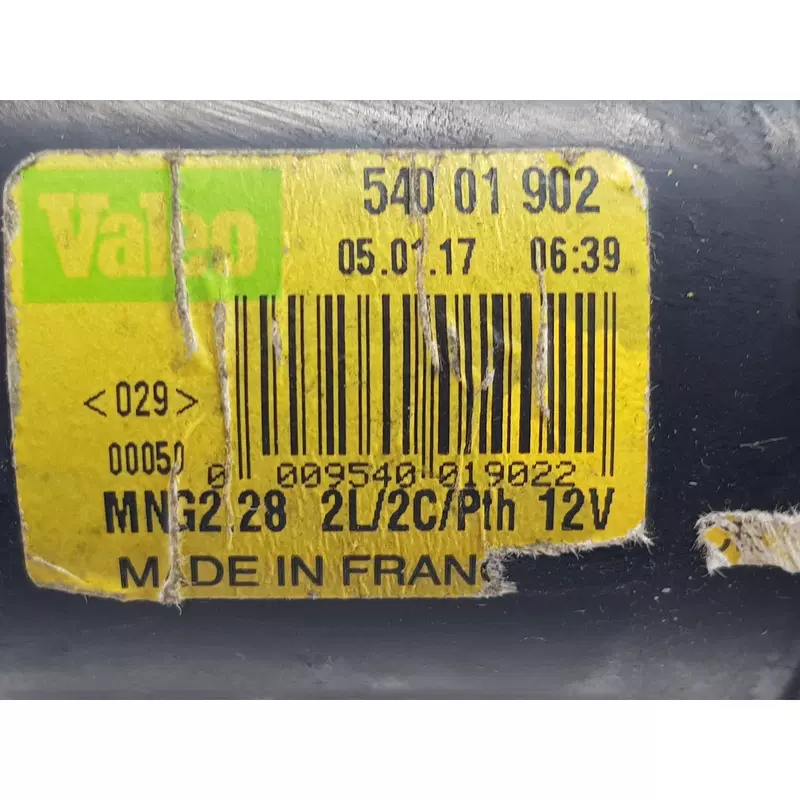 Valeo
540 01 902
05.01.17 06:39
<029>
00050
0 009540 019022
MNG2.28 2L/2C/Pth 12V
MADE IN FRANC